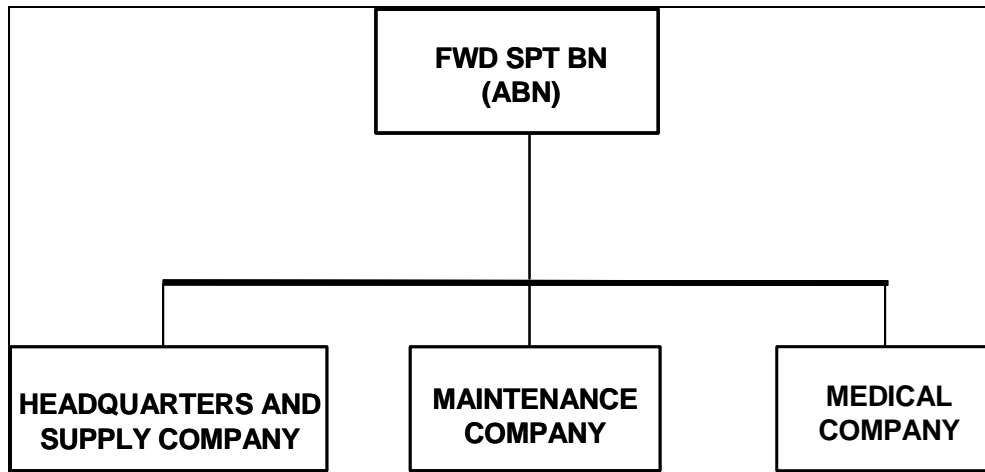 FWD SPT BN
(ABN)
HEADQUARTERS AND
SUPPLY COMPANY
MAINTENANCE
COMPANY
MEDICAL
COMPANY